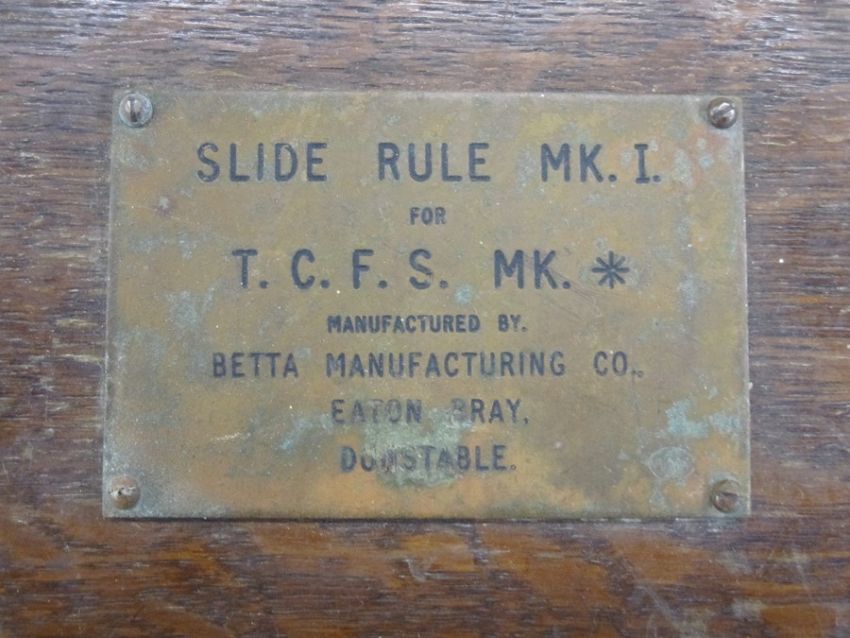 SLIDE RULE MK. I.
FOR
T. C. F. S. MK. *
MANUFACTURED BY.
BETTA MANUFACTURING CO.,
EATON BRAY,
DUNSTABLE.